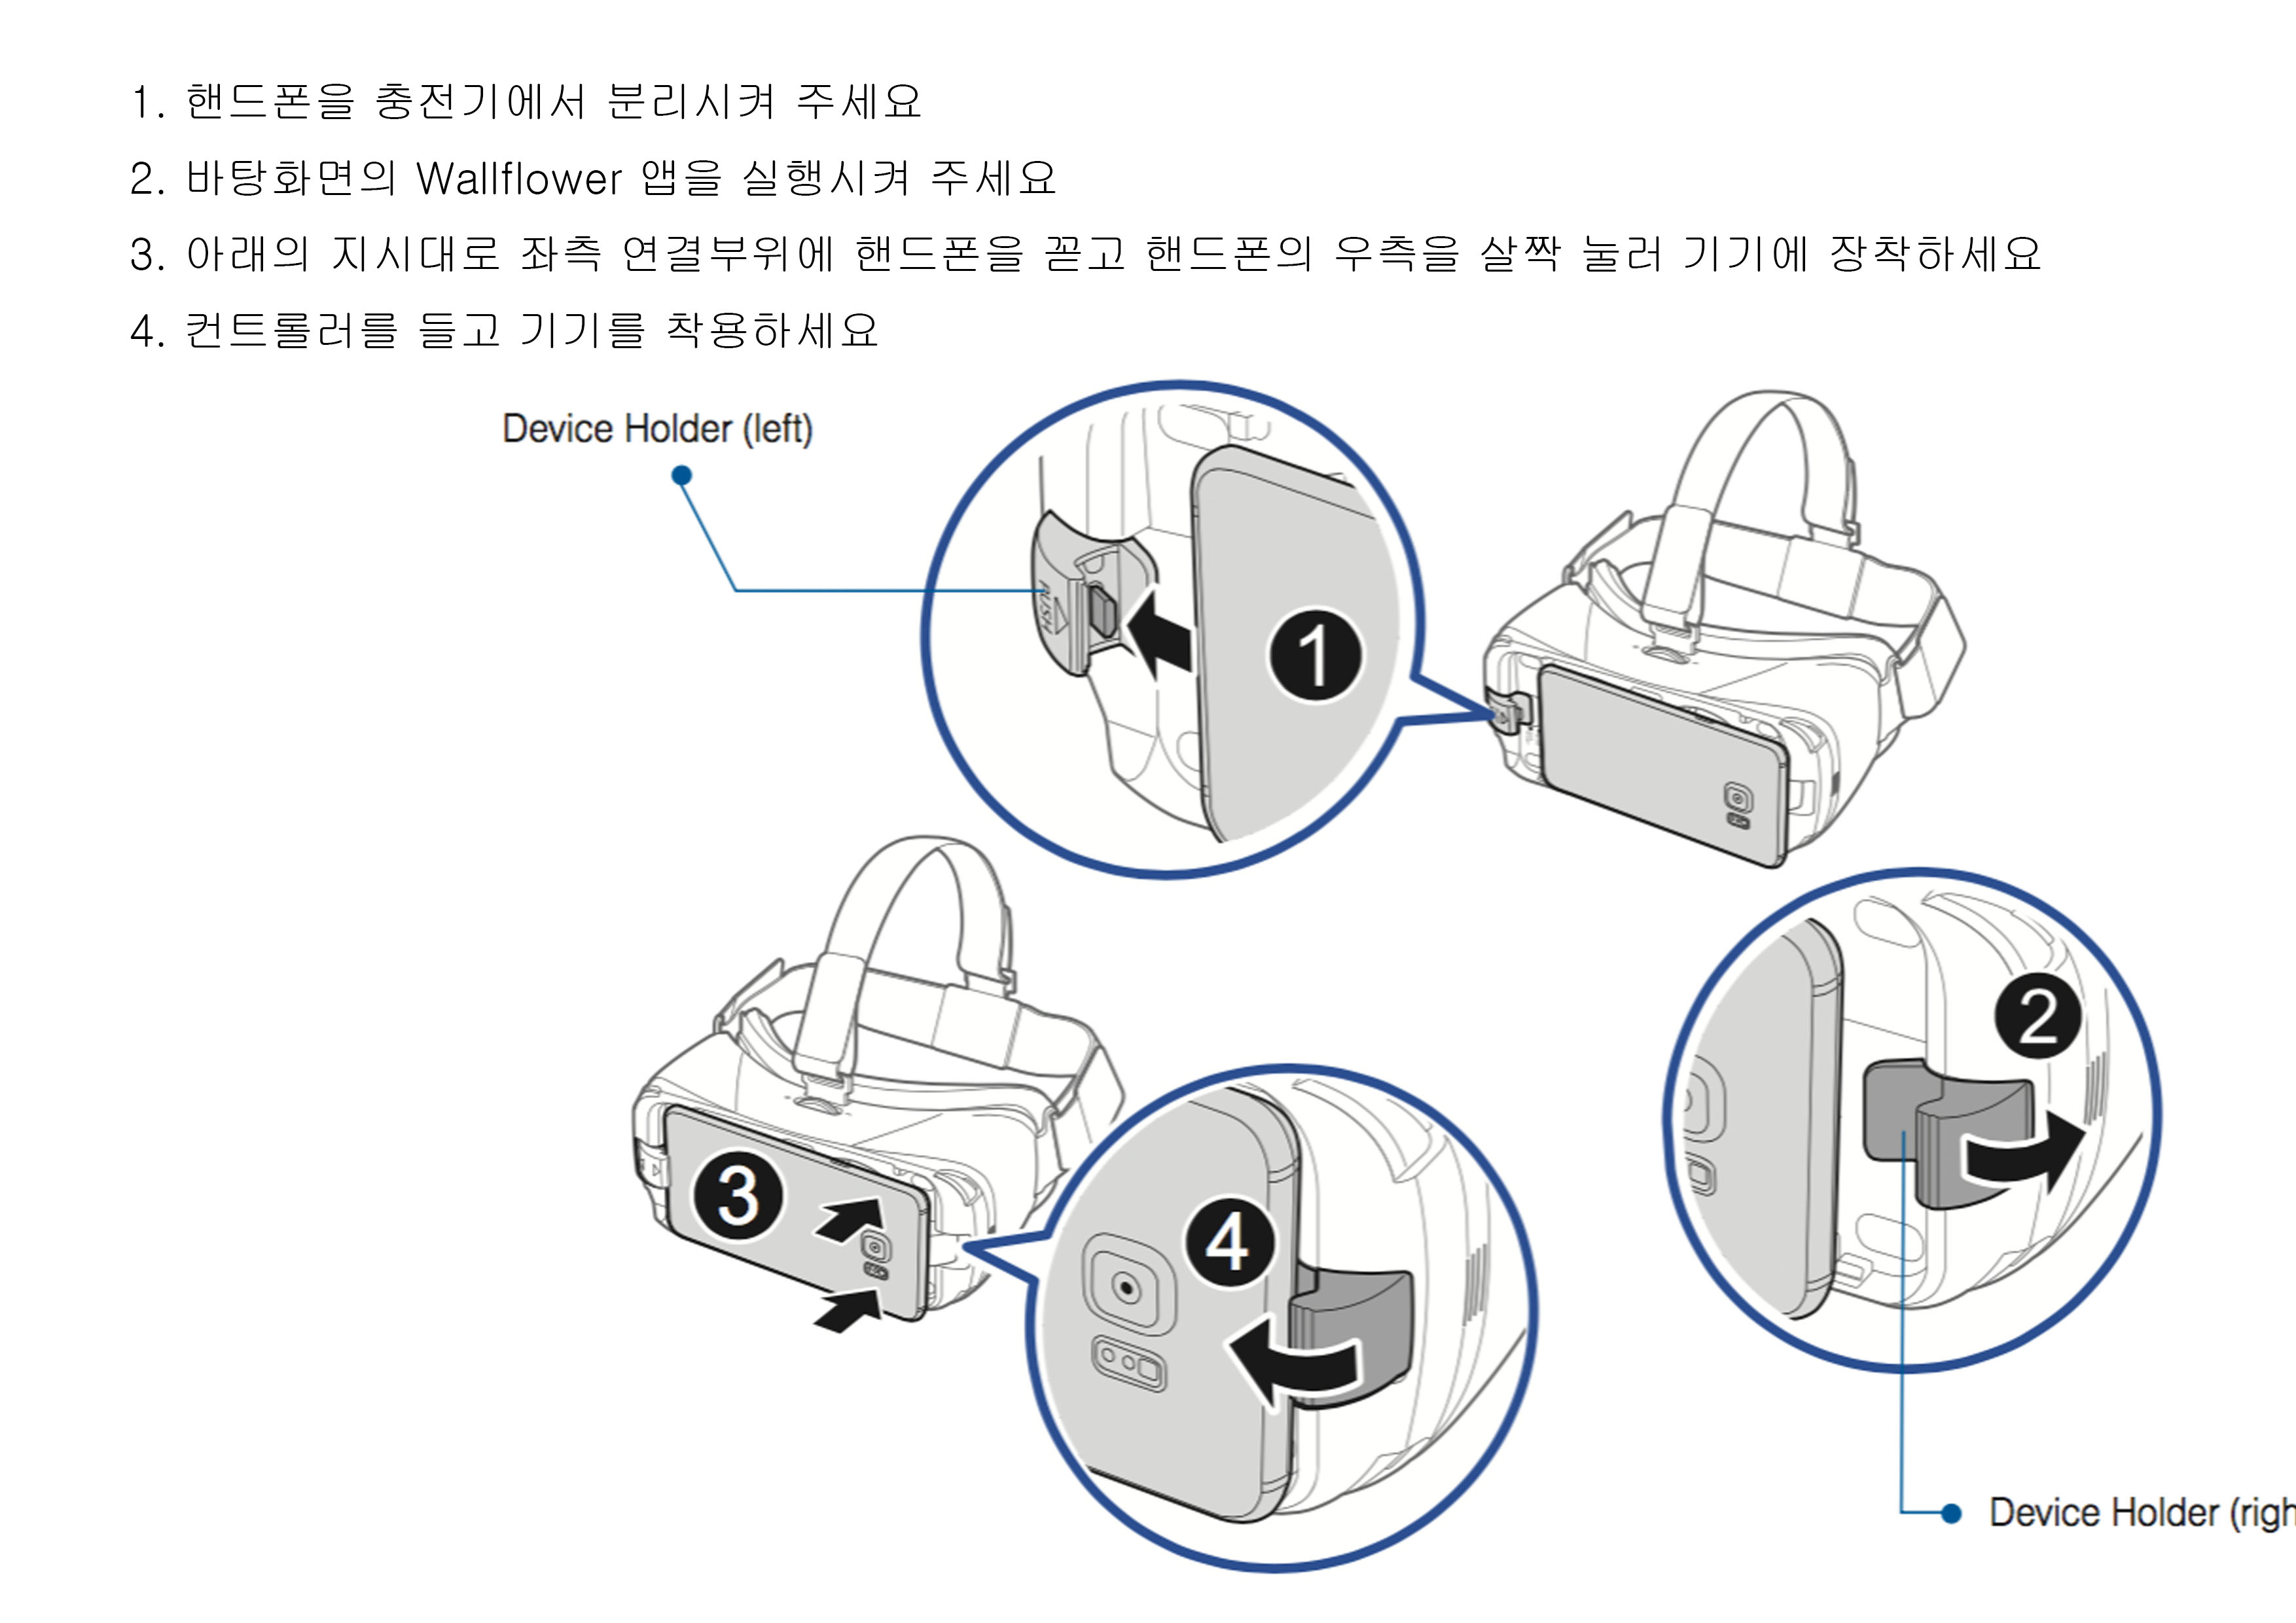 1. 핸드폰을 충전기에서 분리시켜 주세요
2. 바탕화면의 Wallflower 앱을 실행시켜 주세요
3. 아래의 지시대로 좌측 연결부위에 핸드폰을 꼳고 핸드폰의 우측을 살짝 눌러 기기에 장착하세요
4. 컨트롤러를 들고 기기를 착용하세요
Device Holder (left)
PUSH
1
2
3
4
Device Holder (righ